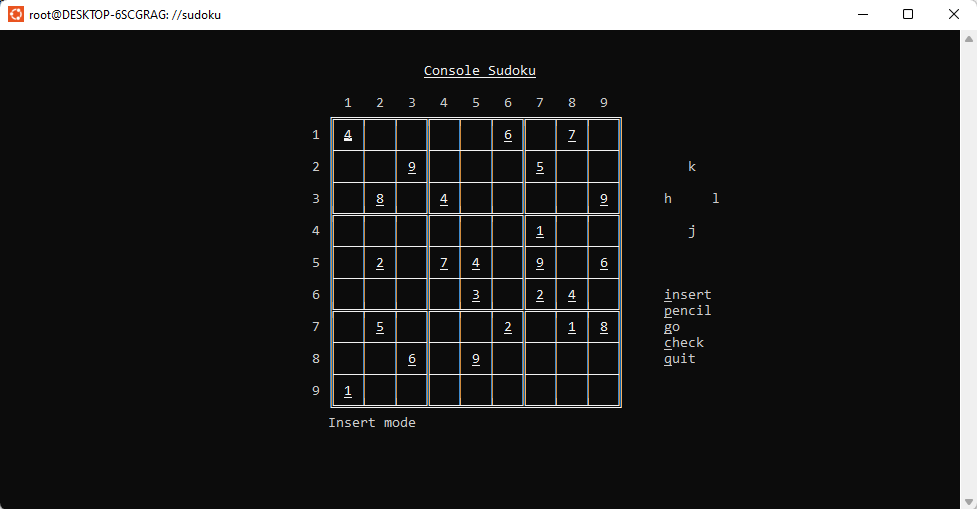 root@DESKTOP-6SCGRAG: //sudoku
Console Sudoku
1 2 3 4 5 6 7 8 9
1 4 6 7
2 9 5 k
3 8 4 9 h l
4 1 j
5 2 7 4 9 6
6 3 2 4 insert
pencil
7 5 2 1 8 go
check
8 6 9 quit
9 1
Insert mode